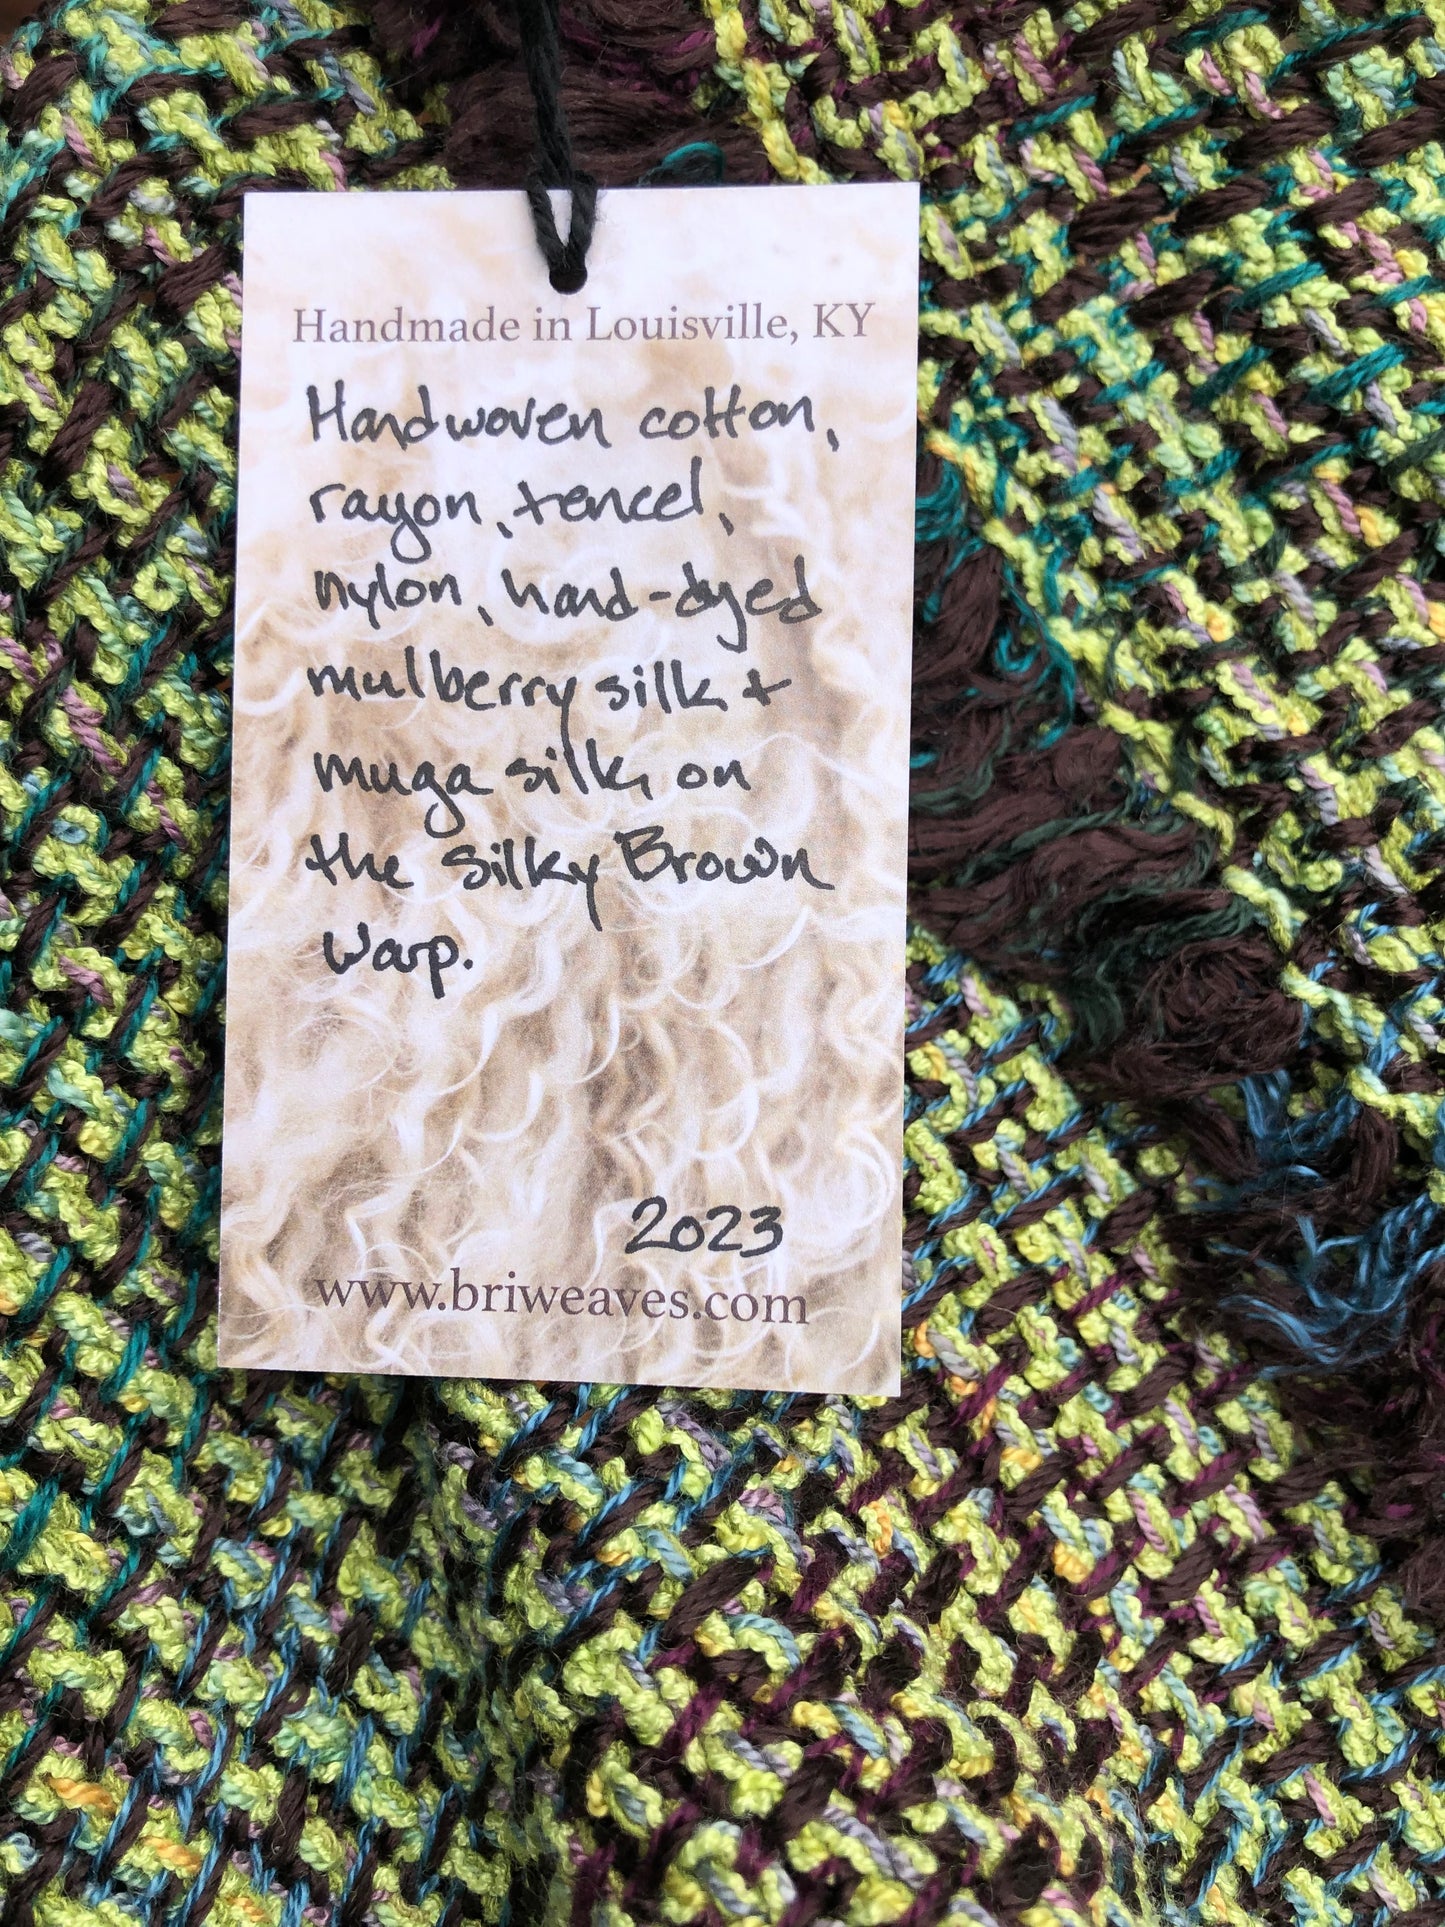 Handmade in Louisville, KY
Handwoven cotton,
rayon, tencel,
nylon, hand-dyed
mulberry silk +
muga silk on
the Silky Brown
warp.
2023
www.briweaves.com